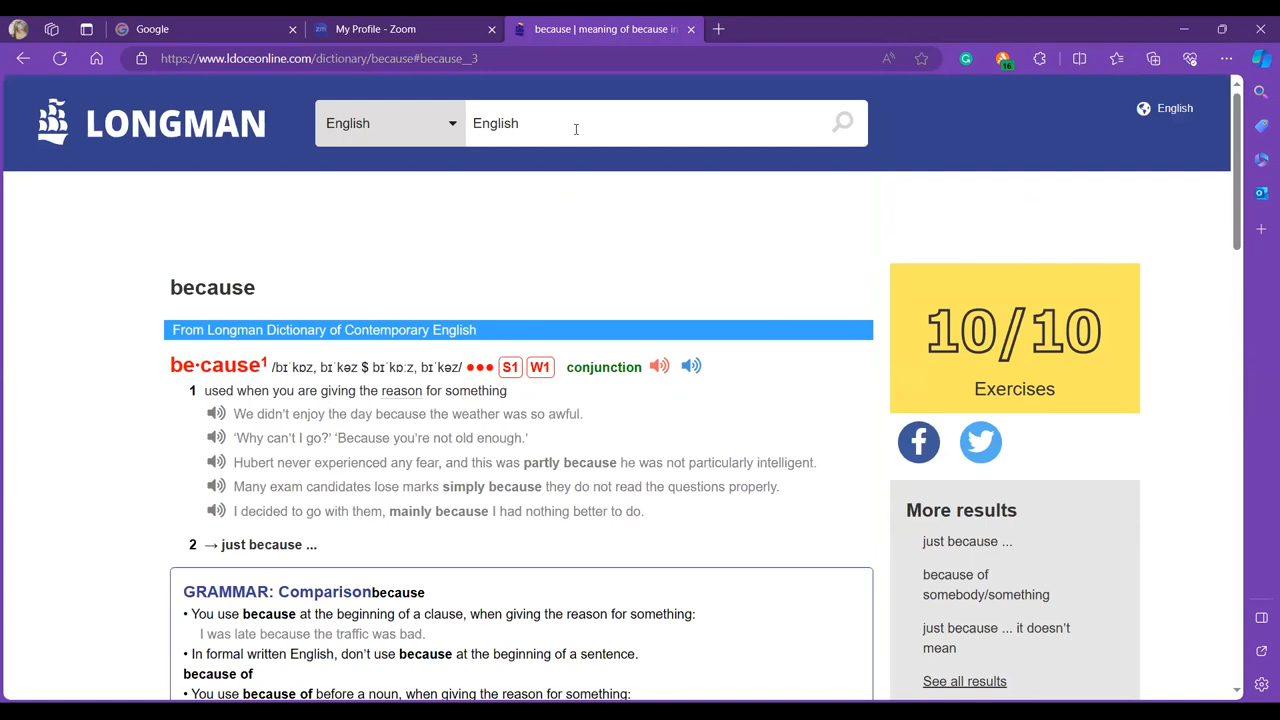 Google
zm My Profile - Zoom
because | meaning of because in
https://www.ldoceonline.com/dictionary/because#because__3
A
16
LONGMAN
English
English
English
because
From Longman Dictionary of Contemporary English
be·cause1 /bɪˈkɒz, bɪˈkəz $ bɪˈkɒːz, bɪˈkəz/ ●●● S1 W1 conjunction
1 used when you are giving the reason for something
We didn't enjoy the day because the weather was so awful.
‘Why can't I go?’ ‘Because you're not old enough.’
Hubert never experienced any fear, and this was partly because he was not particularly intelligent.
Many exam candidates lose marks simply because they do not read the questions properly.
I decided to go with them, mainly because I had nothing better to do.
2 → just because ...
GRAMMAR: Comparisonbecause
• You use because at the beginning of a clause, when giving the reason for something:
I was late because the traffic was bad.
• In formal written English, don't use because at the beginning of a sentence.
because of
• You use because of before a noun, when giving the reason for something:
10/10
Exercises
More results
just because ...
because of
somebody/something
just because ... it doesn't
mean
See all results